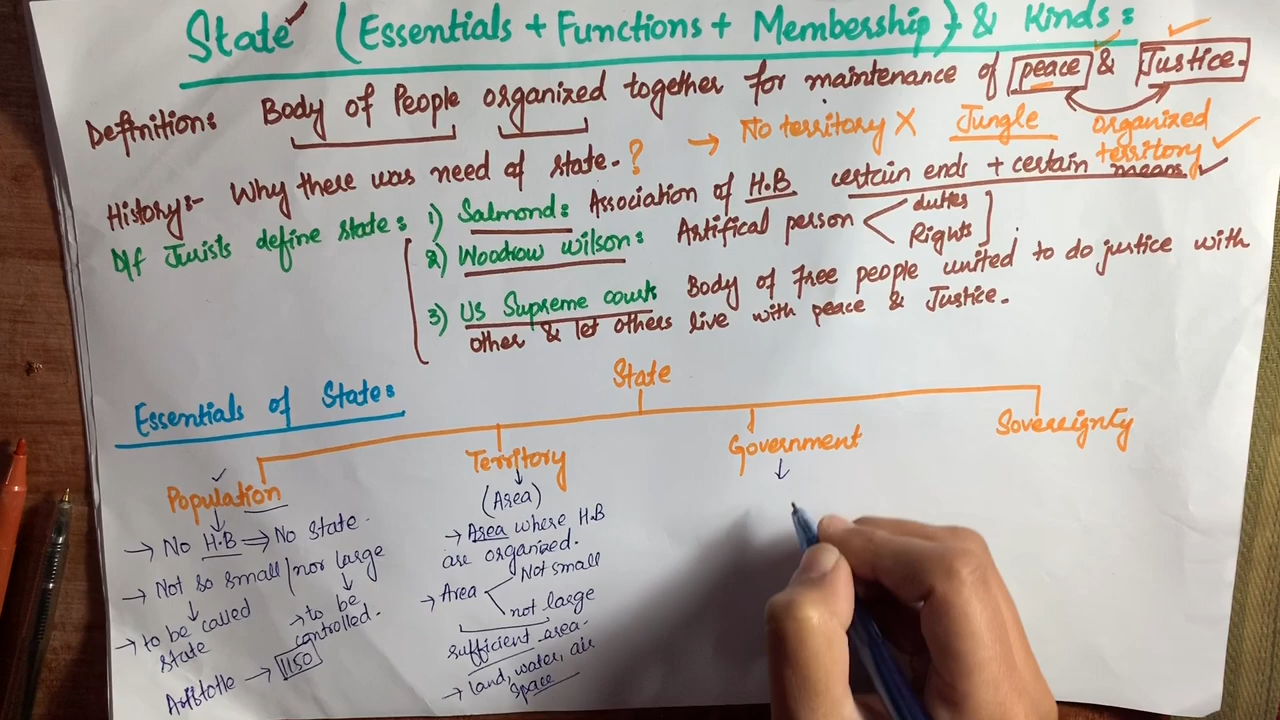 State (Essentials + Functions + Membership) & Kinds:
Definition: Body of People organized together for maintenance of peace & Justice.
→ No territory X Jungle organized territory
History:- Why there was need of state.?
Dff Jurists define state:
1) Salmond: Association of H.B certain ends + certain means.
2) Woodrow wilson: Artifical person duties Rights
3) US Supreme court Body of free people united to do justice with
other & let others live with peace & Justice.
Essentials of State:
State
Population
→ No H.B ⇒ No state.
→ Not so small / nor large
→ to be called state
→ to be controlled.
Aristotle → 1150
Territory
(Area)
→ Area where H.B
are organized.
→ Area Not small
not large
sufficient area.
→ land, water, air
space
Government
Sovereignty